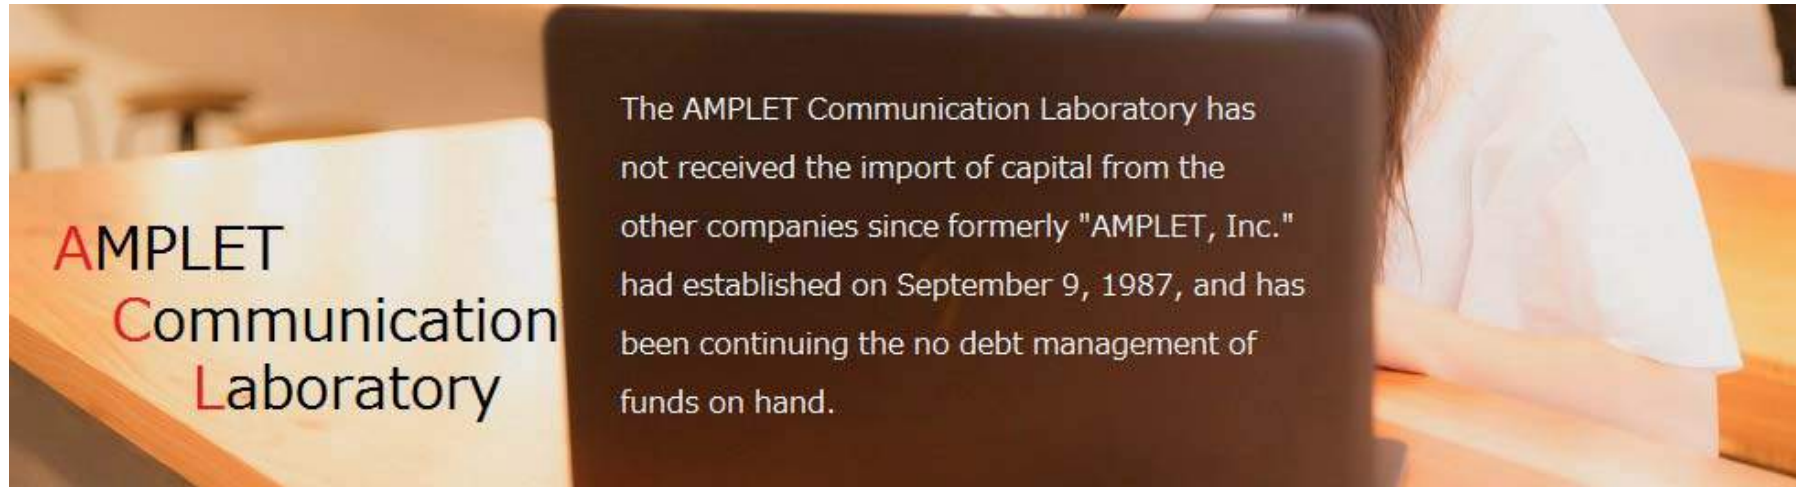 AMPLET
Communication
Laboratory
The AMPLET Communication Laboratory has
not received the import of capital from the
other companies since formerly "AMPLET, Inc."
had established on September 9, 1987, and has
been continuing the no debt management of
funds on hand.